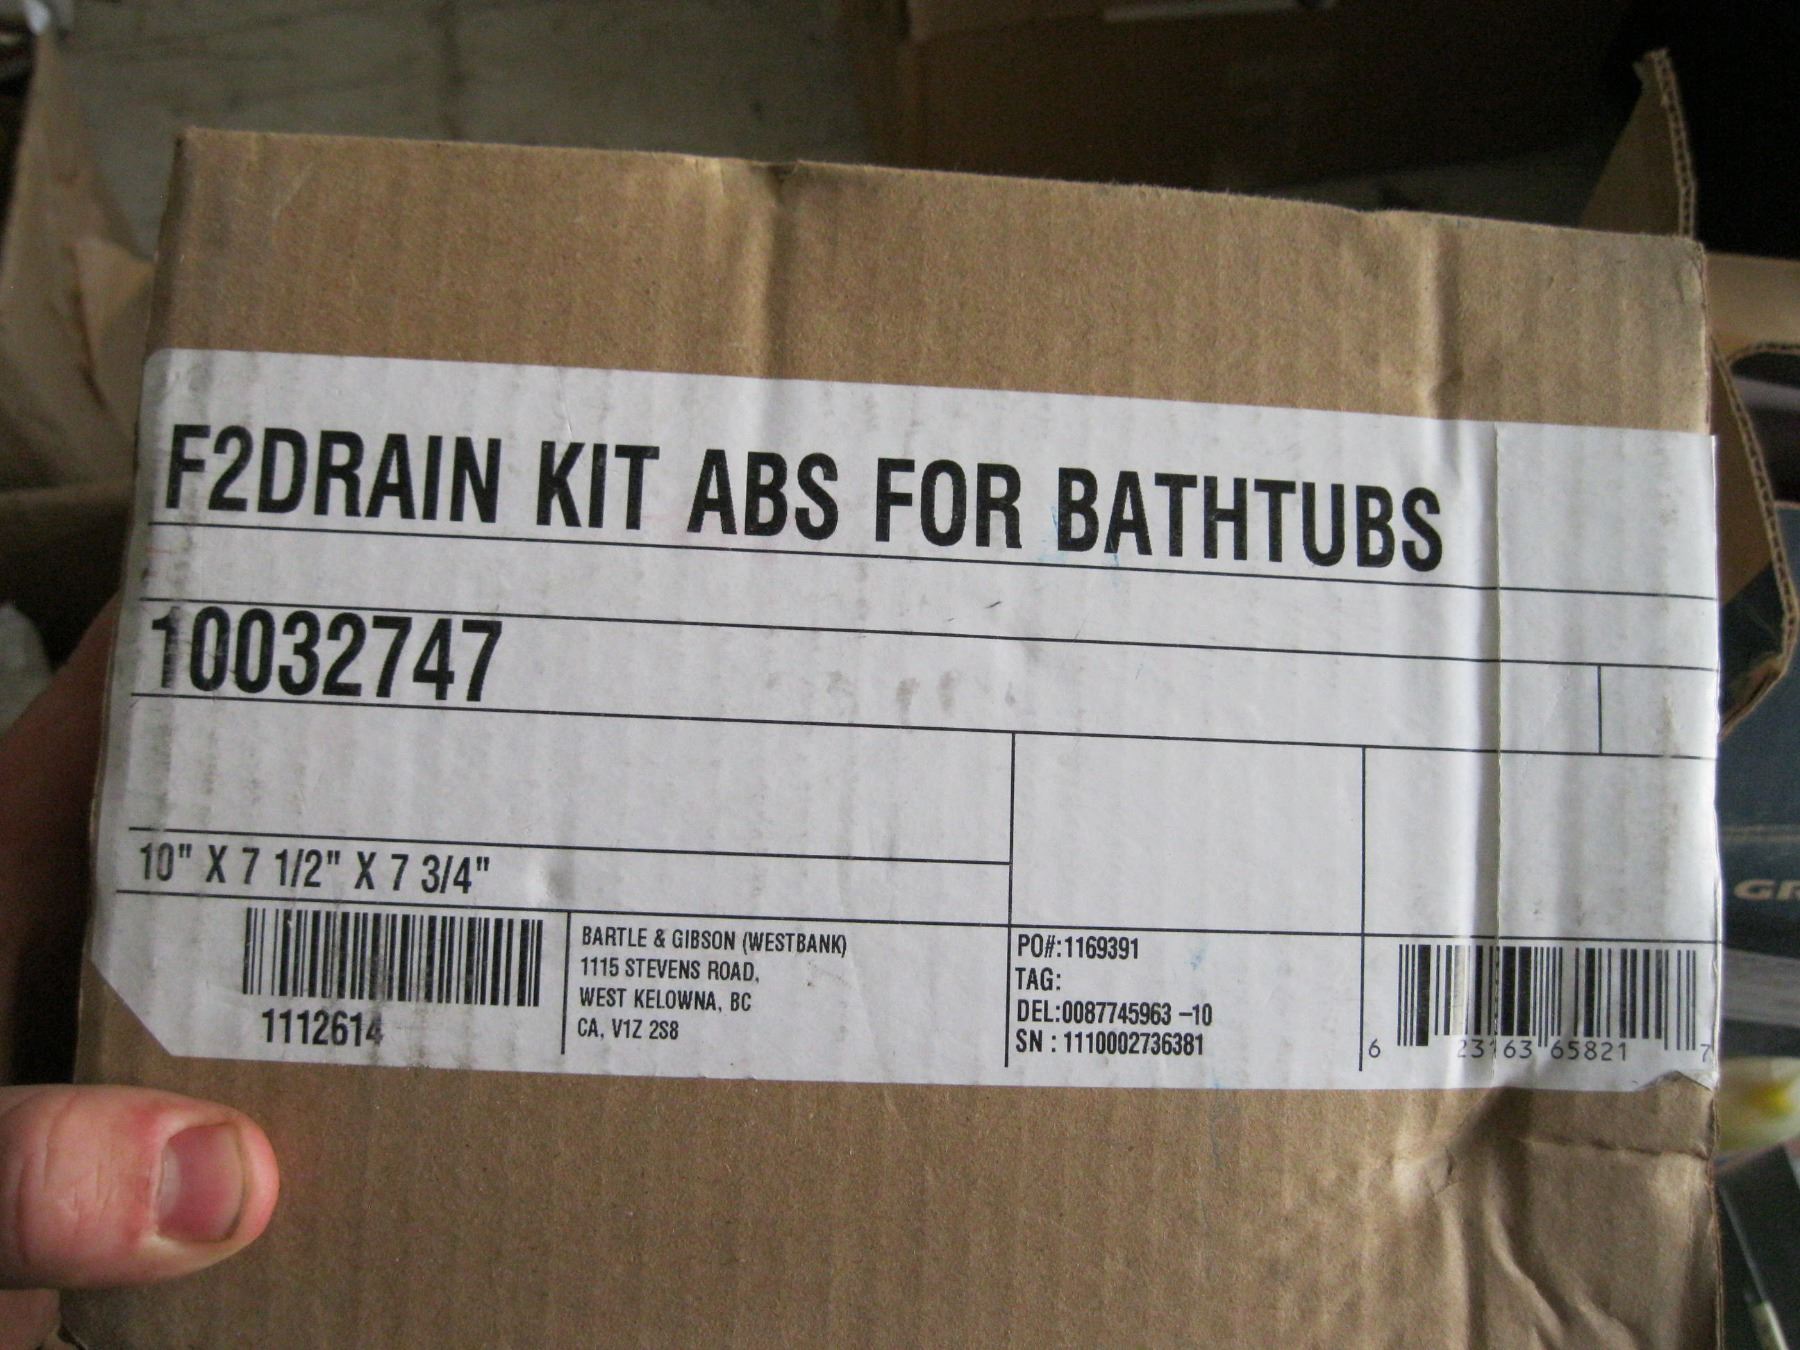 F2DRAIN KIT ABS FOR BATHTUBS
10032747
10" X 7 1/2" X 7 3/4"
1112614
BARTLE & GIBSON (WESTBANK)
1115 STEVENS ROAD,
WEST KELOWNA, BC
CA, V1Z 2S8
PO#:1169391
TAG:
DEL:0087745963 –10
SN : 1110002736381
6 23163 65821 7
GR